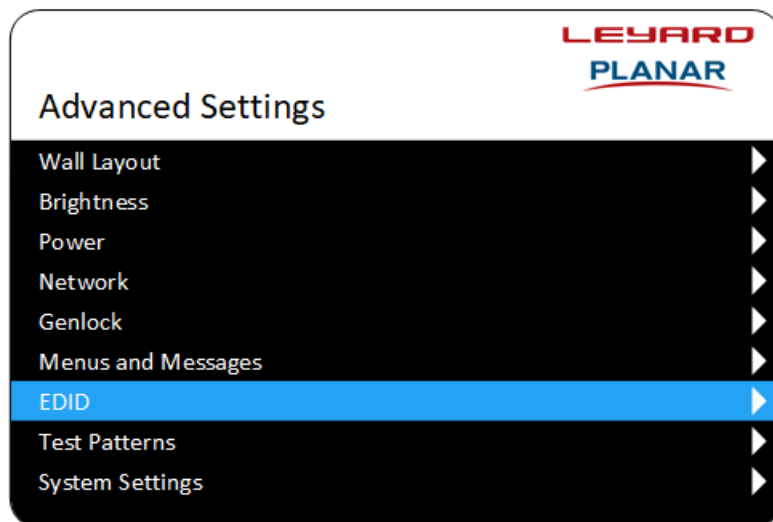 LEYARD
PLANAR
Advanced Settings
Wall Layout
Brightness
Power
Network
Genlock
Menus and Messages
EDID
Test Patterns
System Settings